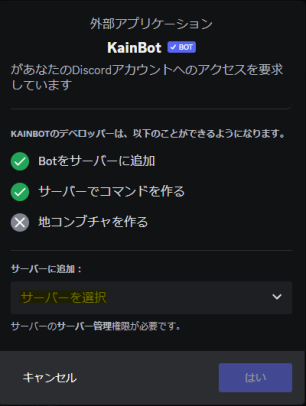 外部アプリケーション
KainBot ✓ BOT
があなたのDiscordアカウントへのアクセスを要求
しています
KAINBOTのデベロッパーは、以下のことができるようになります。
Botをサーバーに追加
サーバーでコマンドを作る
地コンブチャを作る
サーバーに追加：
サーバーを選択
サーバーのサーバー管理権限が必要です。
キャンセル
はい